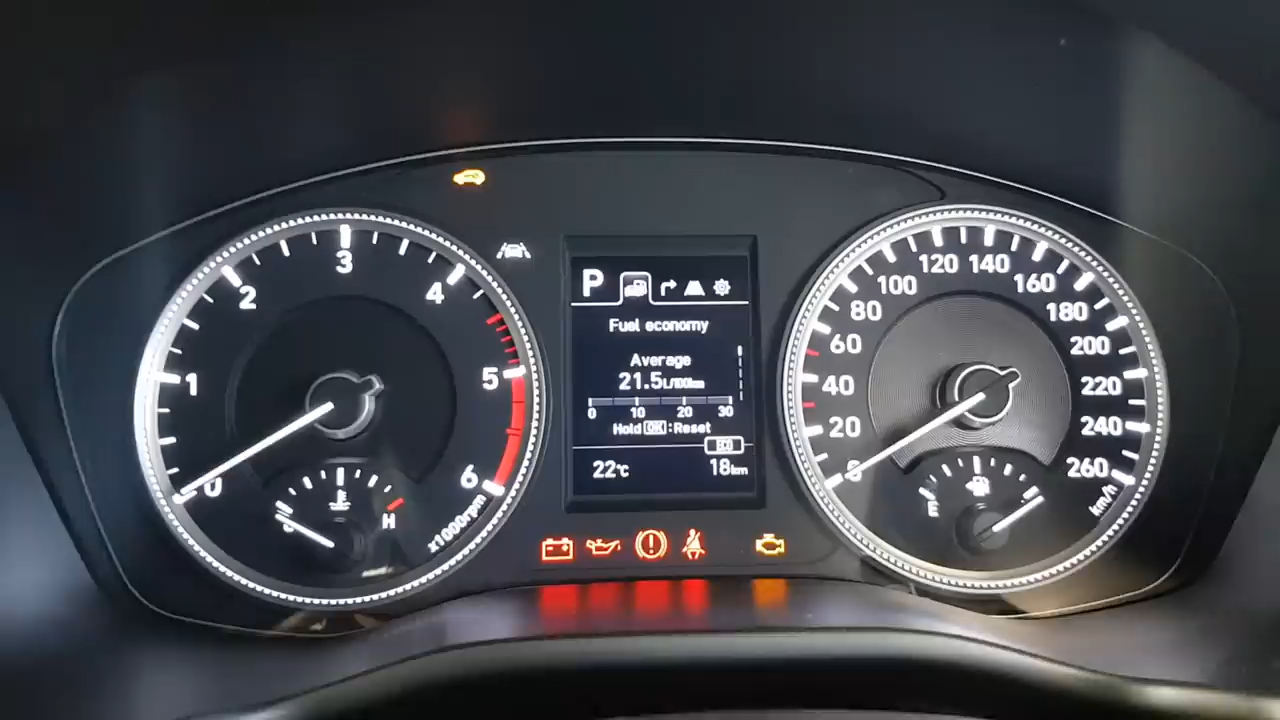 0
1
2
3
4
5
6
x1000rpm
C
H
P
Fuel economy
Average
21.5L/100km
0 10 20 30
Hold OK : Reset
ECO
22℃ 18km
0
20
40
60
80
100
120
140
160
180
200
220
240
260
km/h
E